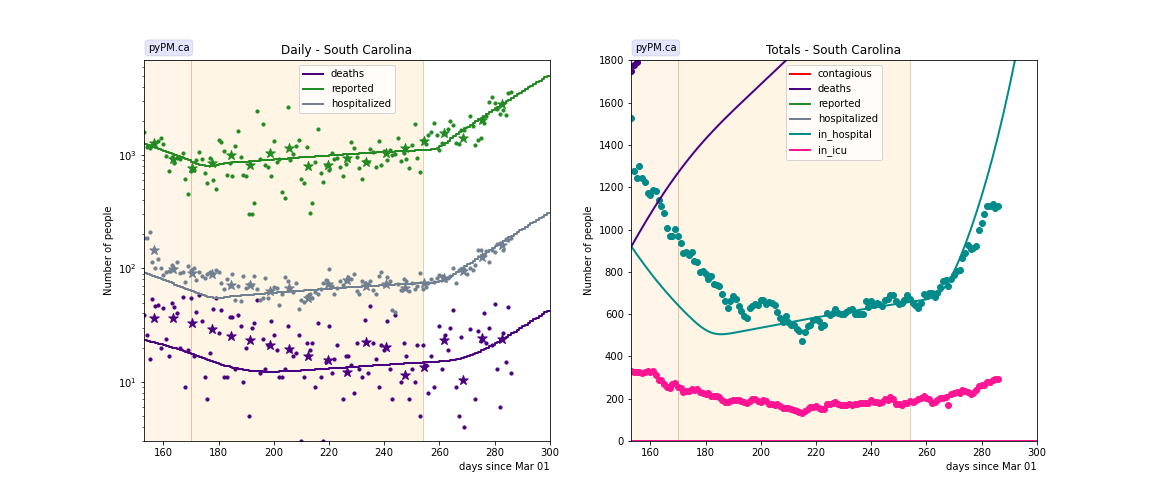 pyPM.ca
Daily - South Carolina
deaths
reported
hospitalized
10³
10²
10¹
Number of people
160 180 200 220 240 260 280 300
days since Mar 01
pyPM.ca
Totals - South Carolina
contagious
deaths
reported
hospitalized
in_hospital
in_icu
1800
1600
1400
1200
1000
800
600
400
200
0
Number of people
160 180 200 220 240 260 280 300
days since Mar 01